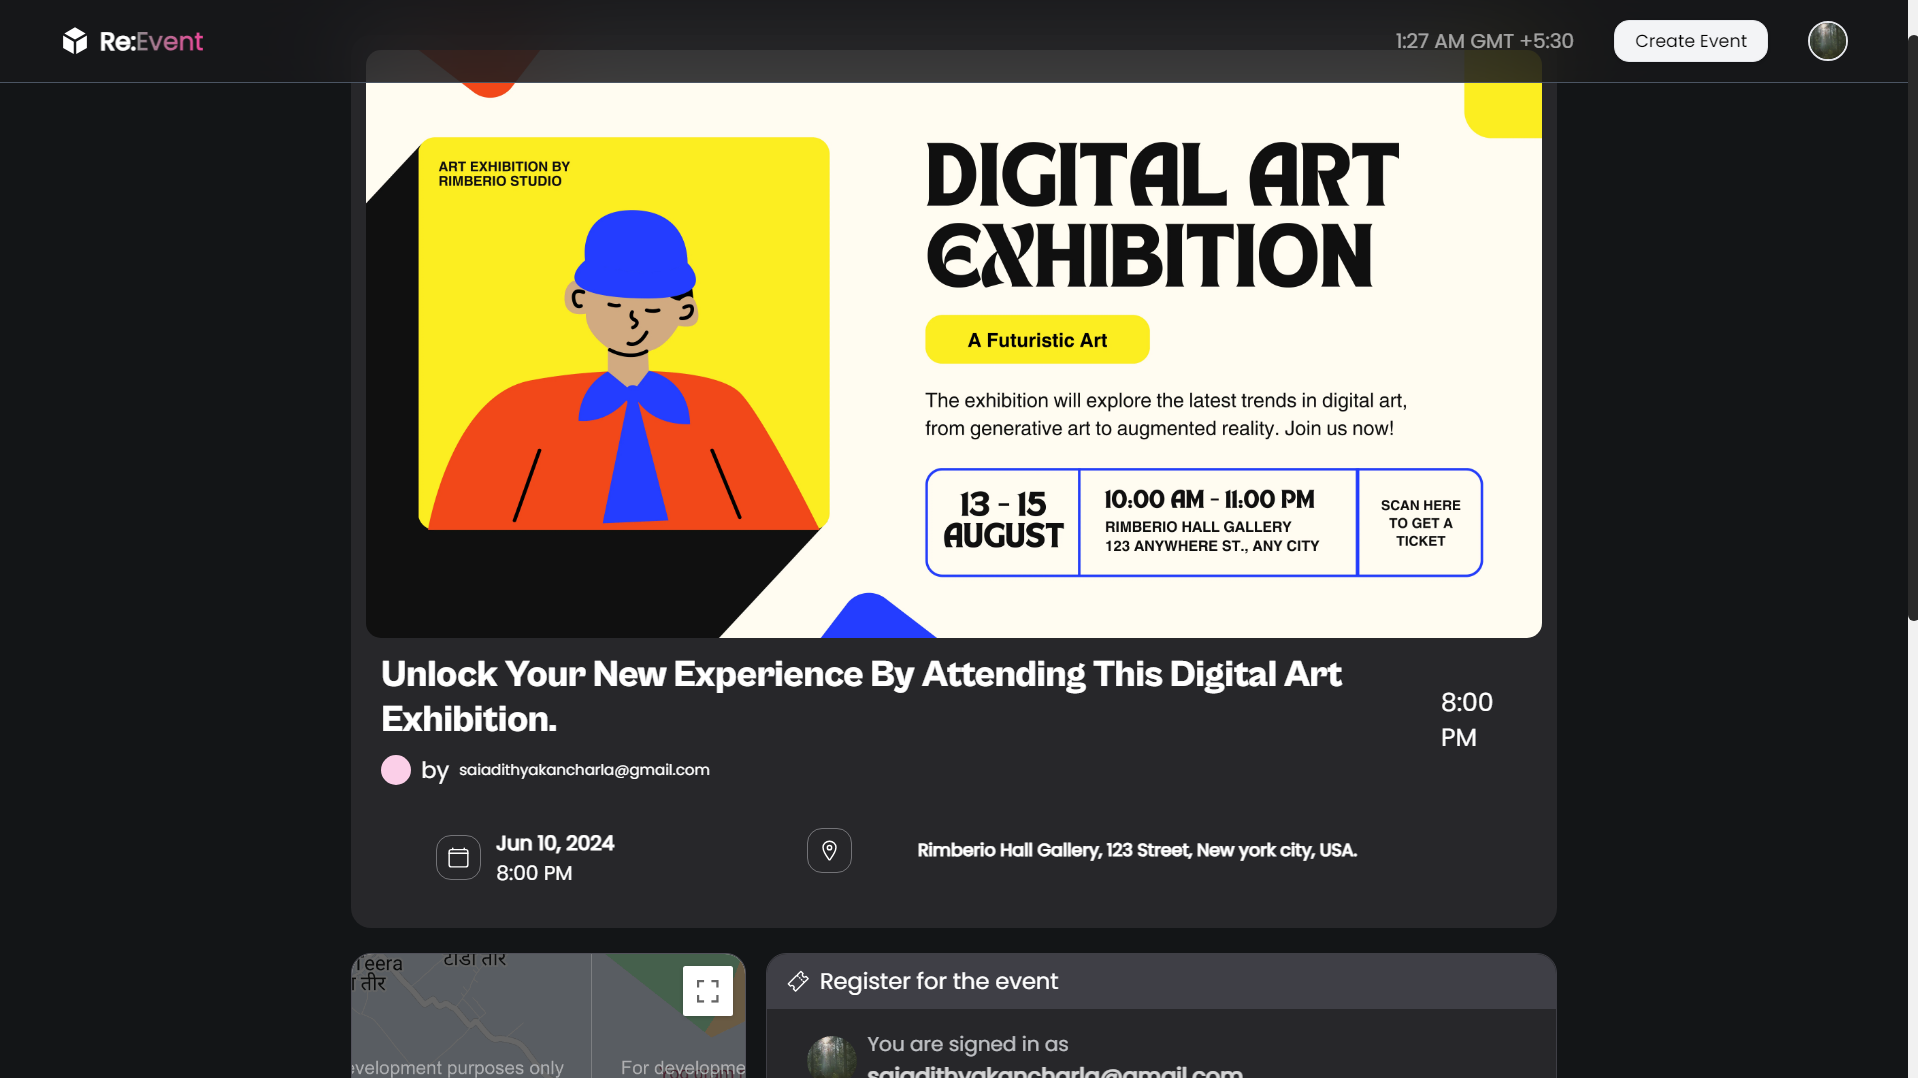 Re:Event
1:27 AM GMT +5:30
Create Event
ART EXHIBITION BY
RIMBERIO STUDIO
DIGITAL ART
EXHIBITION
A Futuristic Art
The exhibition will explore the latest trends in digital art,
from generative art to augmented reality. Join us now!
13 - 15
AUGUST
10:00 AM - 11:00 PM
RIMBERIO HALL GALLERY
123 ANYWHERE ST., ANY CITY
SCAN HERE
TO GET A
TICKET
Unlock Your New Experience By Attending This Digital Art
Exhibition.
8:00
PM
by saiadithyakancharla@gmail.com
Jun 10, 2024
8:00 PM
Rimberio Hall Gallery, 123 Street, New york city, USA.
Teera
टाडा तीर
तीर
evelopment purposes only
For developme
Register for the event
You are signed in as
saiadithyakancharla@gmail.com